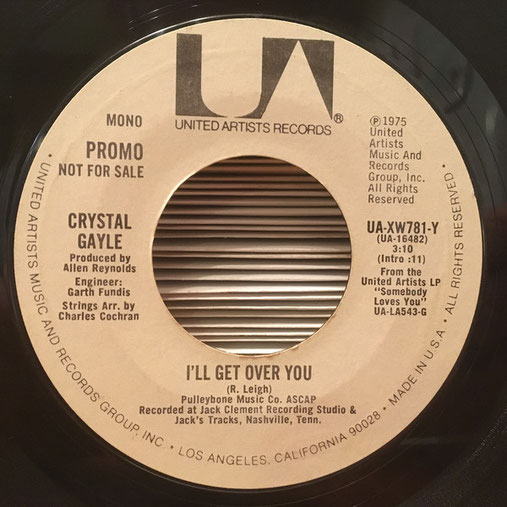 UA
UNITED ARTISTS RECORDS®
MONO
PROMO
NOT FOR SALE
CRYSTAL
GAYLE
Produced by
Allen Reynolds
Engineer:
Garth Fundis
Strings Arr. by
Charles Cochran
℗ 1975
United
Artists
Music And
Records
Group, Inc.
All Rights
Reserved
UA-XW781-Y
(UA-16482)
3:10
(Intro :11)
From the
United Artists LP
"Somebody
Loves You"
UA-LA543-G
I'LL GET OVER YOU
(R. Leigh)
Pulleybone Music Co. ASCAP
Recorded at Jack Clement Recording Studio &
Jack's Tracks, Nashville, Tenn.
• UNITED ARTISTS MUSIC AND RECORDS GROUP INC. • LOS ANGELES, CALIFORNIA 90028 • MADE IN U.S.A. • ALL RIGHTS RESERVED •